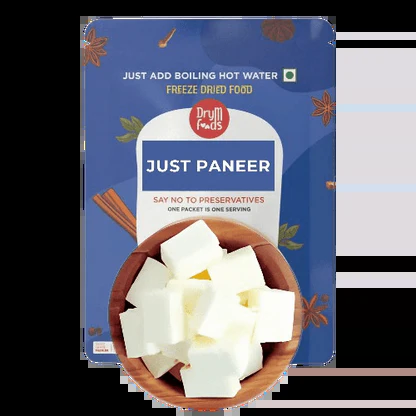 JUST ADD BOILING HOT WATER
FREEZE DRIED FOOD
DryM
Foods
JUST PANEER
SAY NO TO PRESERVATIVES
ONE PACKET IS ONE SERVING